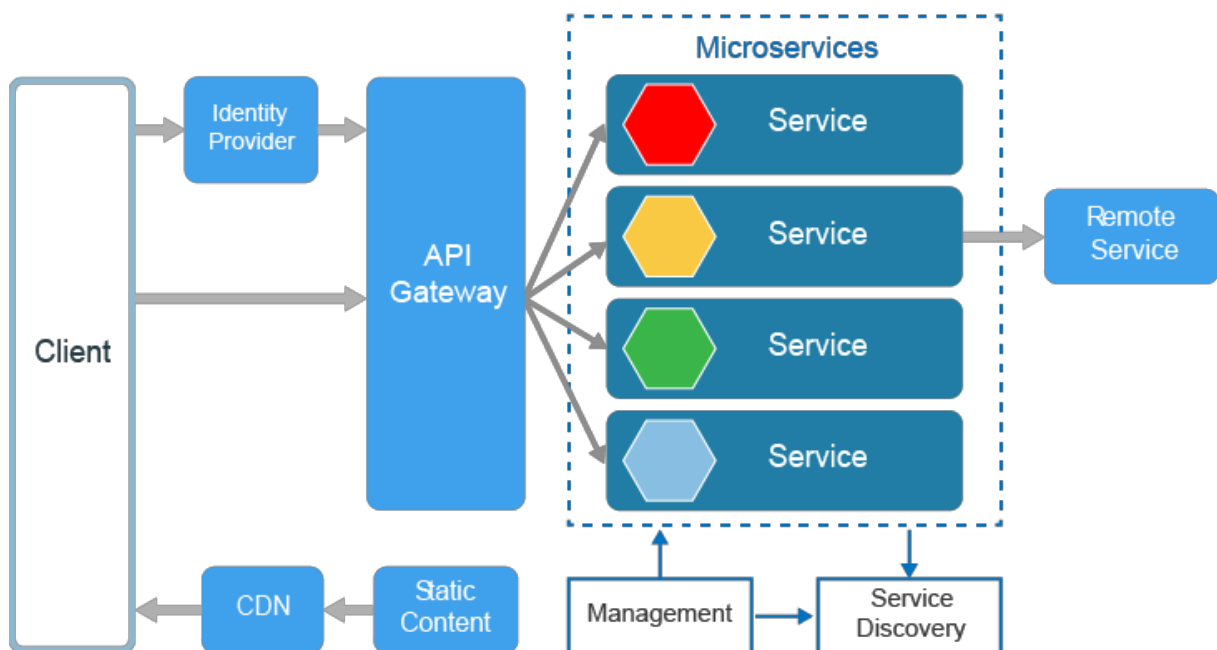 Microservices
Identity
Provider
Service
Service
Remote
Service
API
Gateway
Client
Service
Service
CDN
Static
Content
Management
Service
Discovery